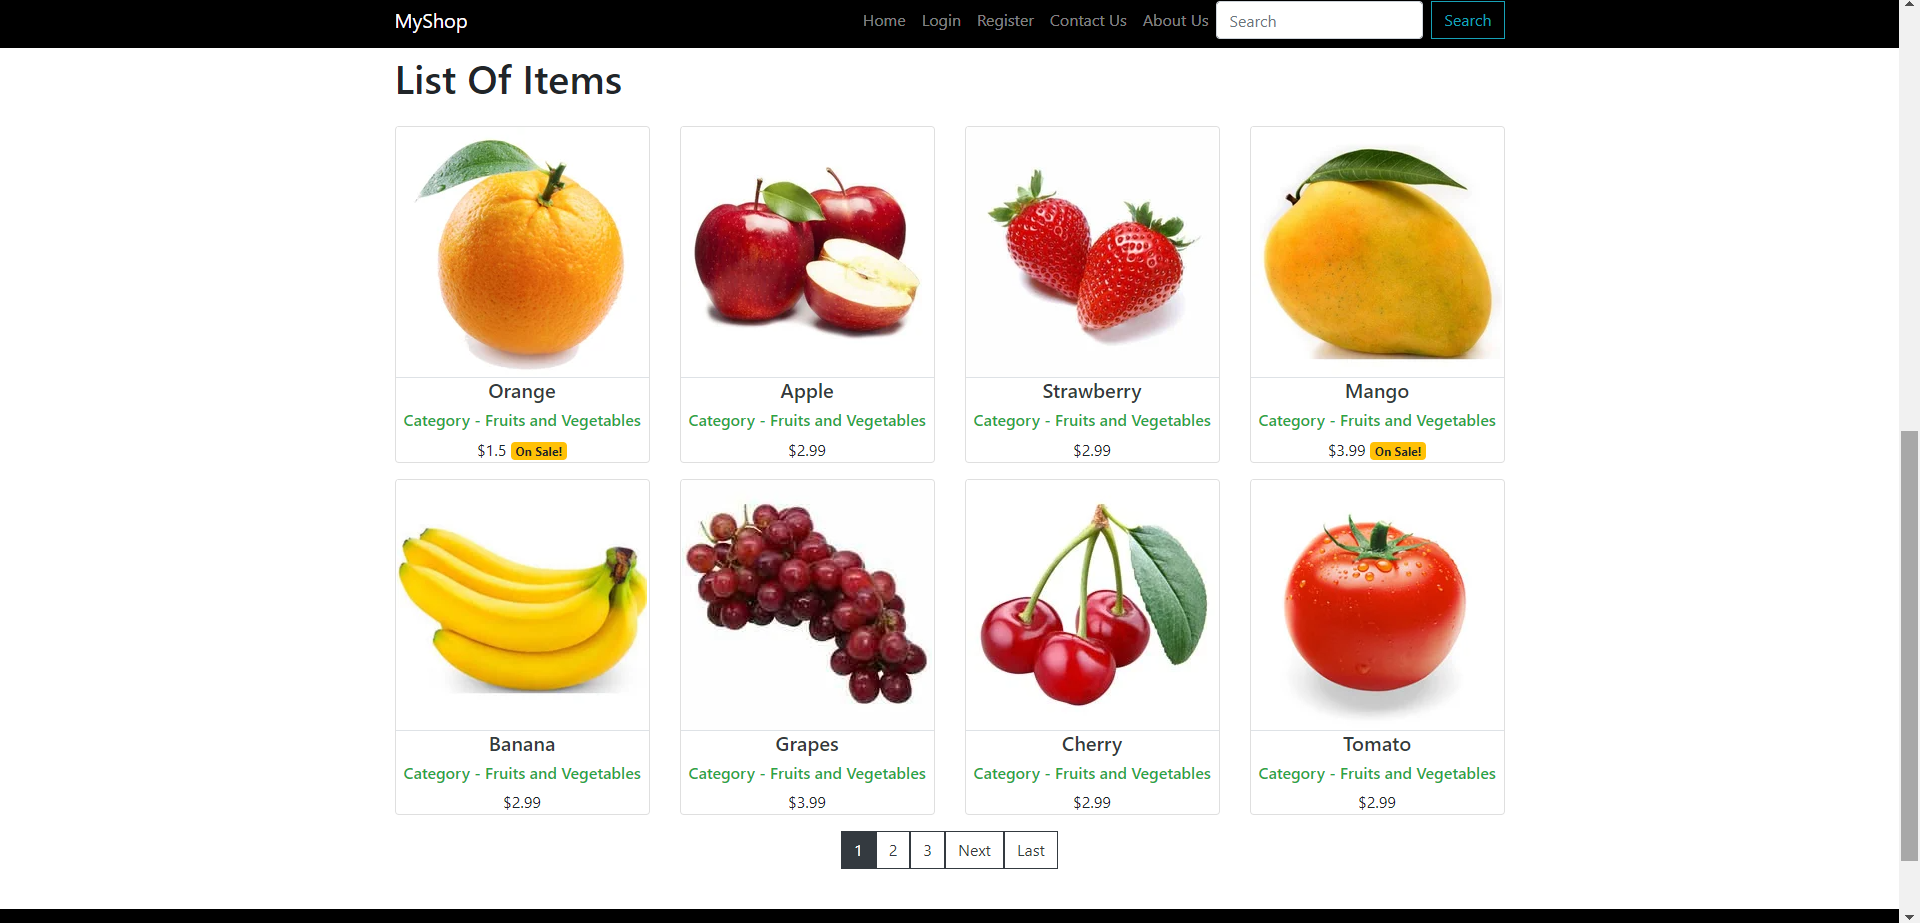 MyShop Home Login Register Contact Us About Us Search Search
List Of Items
Orange
Category - Fruits and Vegetables
$1.5 On Sale!
Apple
Category - Fruits and Vegetables
$2.99
Strawberry
Category - Fruits and Vegetables
$2.99
Mango
Category - Fruits and Vegetables
$3.99 On Sale!
Banana
Category - Fruits and Vegetables
$2.99
Grapes
Category - Fruits and Vegetables
$3.99
Cherry
Category - Fruits and Vegetables
$2.99
Tomato
Category - Fruits and Vegetables
$2.99
1 2 3 Next Last